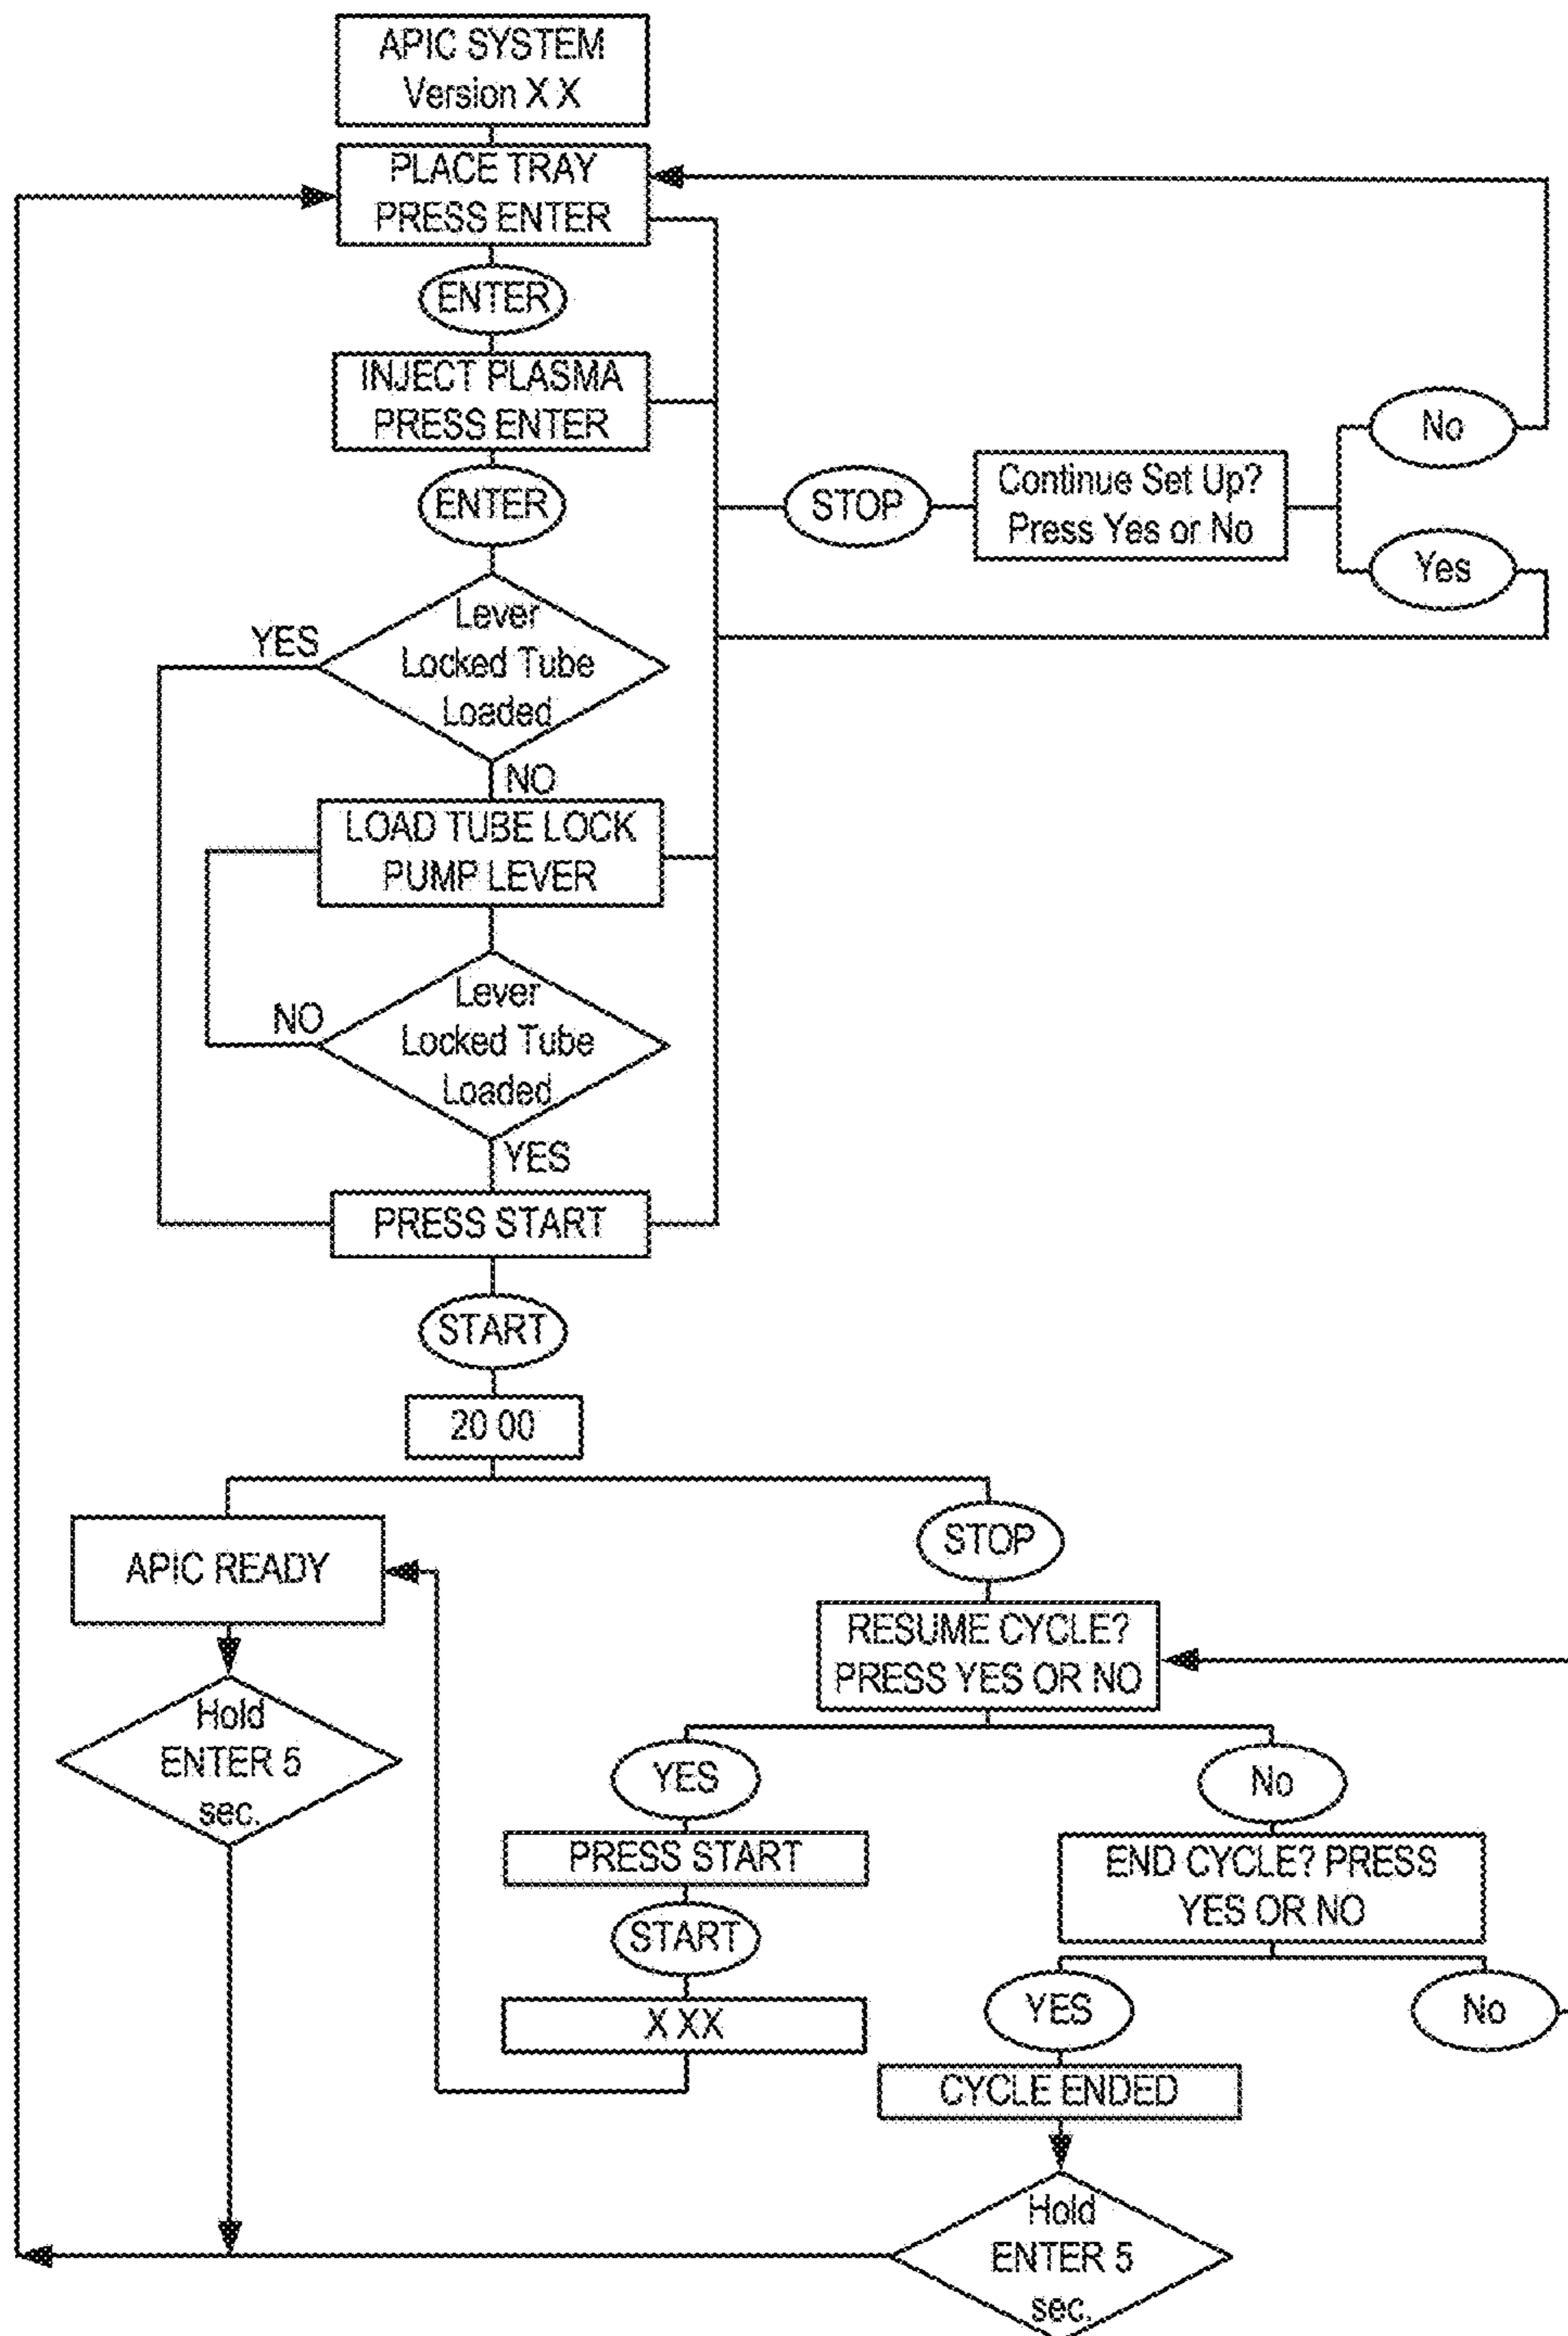 APIC SYSTEM
Version X X
PLACE TRAY
PRESS ENTER
ENTER
INJECT PLASMA
PRESS ENTER
ENTER
No
STOP
Continue Set Up?
Press Yes or No
Yes
YES
Lever
Locked Tube
Loaded
NO
LOAD TUBE LOCK
PUMP LEVER
NO
Lever
Locked Tube
Loaded
YES
PRESS START
START
20 00
APIC READY
STOP
RESUME CYCLE?
PRESS YES OR NO
Hold
ENTER 5
sec.
YES
No
PRESS START
END CYCLE? PRESS
YES OR NO
START
X XX
YES
No
CYCLE ENDED
Hold
ENTER 5
sec.